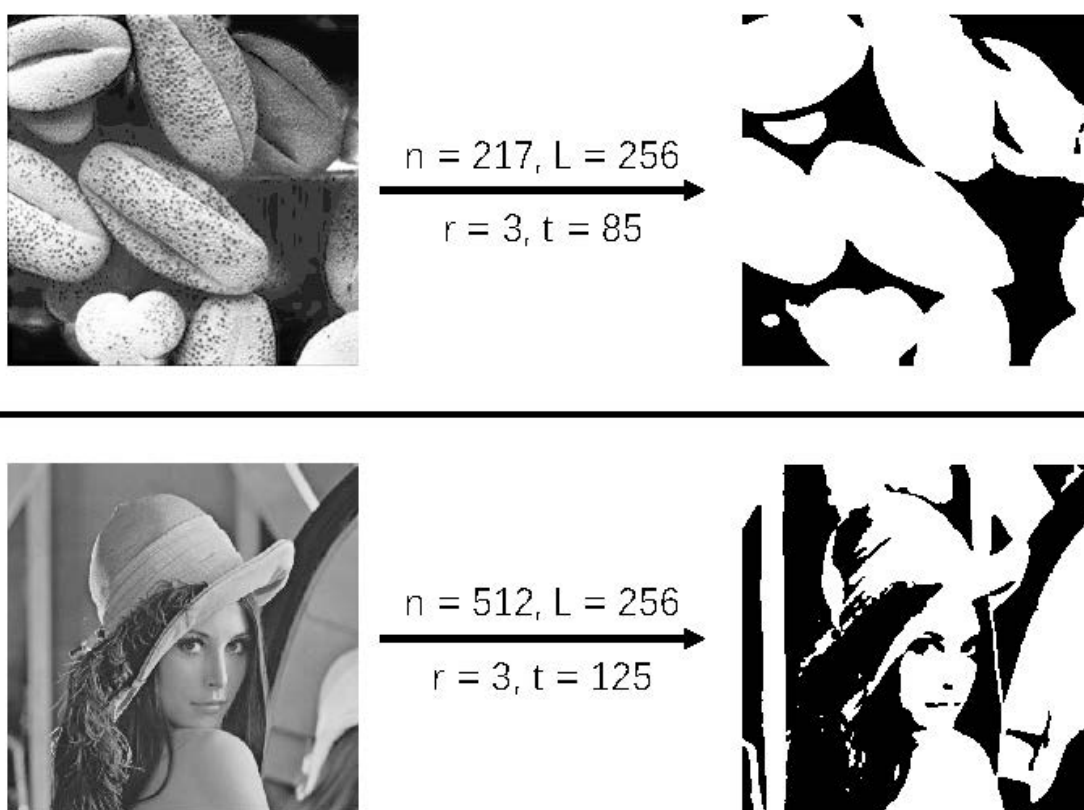 n = 217, L = 256
r = 3, t = 85
n = 512, L = 256
r = 3, t = 125